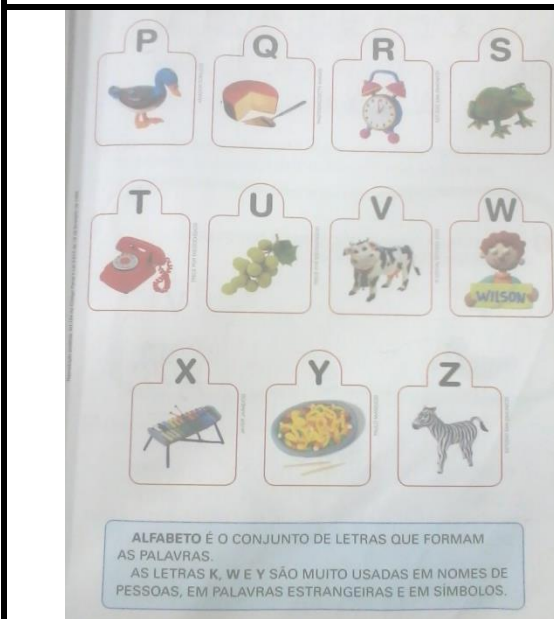 P Q R S
T U V W
WILSON
X Y Z
ALFABETO É O CONJUNTO DE LETRAS QUE FORMAM
AS PALAVRAS.
AS LETRAS K, W E Y SÃO MUITO USADAS EM NOMES DE
PESSOAS, EM PALAVRAS ESTRANGEIRAS E EM SÍMBOLOS.